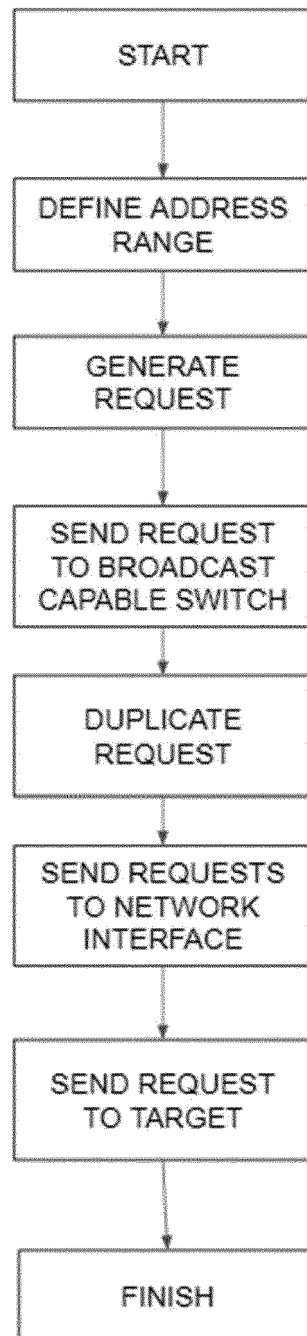 START
DEFINE ADDRESS
RANGE
GENERATE
REQUEST
SEND REQUEST
TO BROADCAST
CAPABLE SWITCH
DUPLICATE
REQUEST
SEND REQUESTS
TO NETWORK
INTERFACE
SEND REQUEST
TO TARGET
FINISH